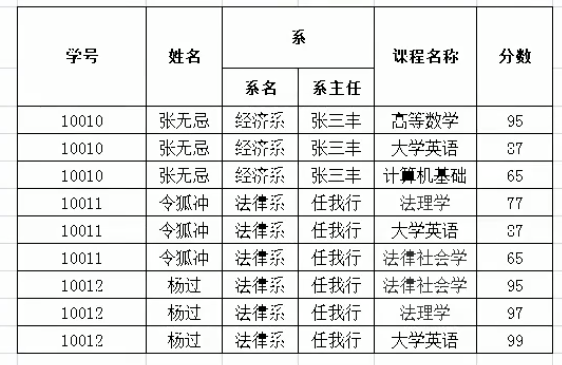 学号 姓名 系 课程名称 分数
系名 系主任
10010 张无忌 经济系 张三丰 高等数学 95
10010 张无忌 经济系 张三丰 大学英语 87
10010 张无忌 经济系 张三丰 计算机基础 65
10011 令狐冲 法律系 任我行 法理学 77
10011 令狐冲 法律系 任我行 大学英语 87
10011 令狐冲 法律系 任我行 法律社会学 65
10012 杨过 法律系 任我行 法律社会学 95
10012 杨过 法律系 任我行 法理学 97
10012 杨过 法律系 任我行 大学英语 99